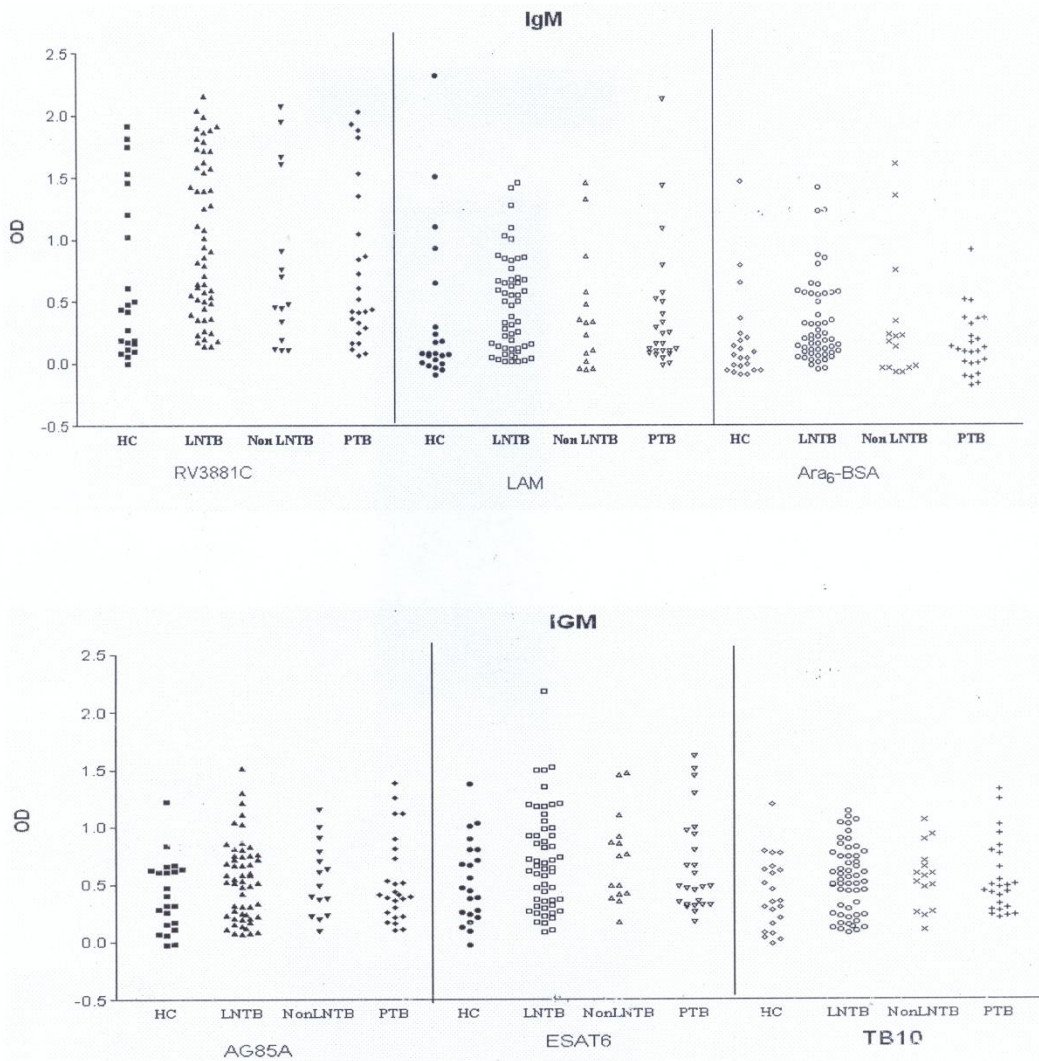 IgM
2.5
2.0
1.5
1.0
0.5
0.0
-0.5
OD
HC LNTB Non LNTB PTB HC LNTB Non LNTB PTB HC LNTB Non LNTB PTB
RV3881C LAM Ara6-BSA
IGM
2.5
2.0
1.5
1.0
0.5
0.0
-0.5
OD
HC LNTB NonLNTB PTB HC LNTB NonLNTB PTB HC LNTB NonLNTB PTB
AG85A ESAT6 TB10